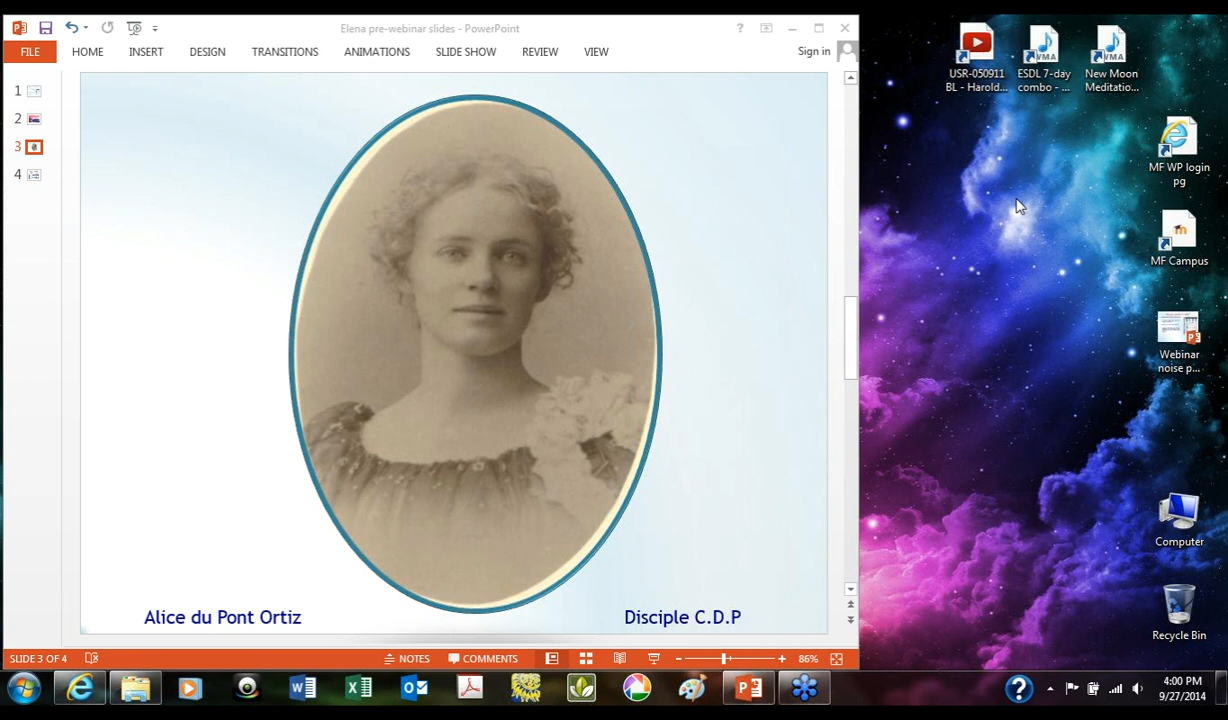 Elena pre-webinar slides - PowerPoint
?
FILE HOME INSERT DESIGN TRANSITIONS ANIMATIONS SLIDE SHOW REVIEW VIEW Sign in
1
2
3
4
Alice du Pont Ortiz Disciple C.D.P
SLIDE 3 OF 4 NOTES COMMENTS 86%
USR-050911
BL - Harold...
ESDL 7-day
combo - ...
New Moon
Meditatio...
MF WP login
pg
MF Campus
Webinar
noise p...
Computer
Recycle Bin
4:00 PM
9/27/2014